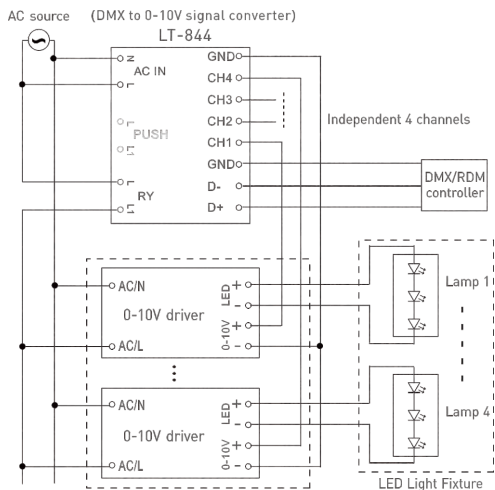 AC source
(DMX to 0-10V signal converter)
LT-844
N
AC IN
L
L
PUSH
L1
L
RY
L1
GND
CH4
CH3
CH2
CH1
GND
D-
D+
Independent 4 channels
DMX/RDM
controller
AC/N
0-10V driver
AC/L
LED
+
-
0-10V
+
-
Lamp 1
AC/N
0-10V driver
AC/L
LED
+
-
0-10V
+
-
Lamp 4
LED Light Fixture